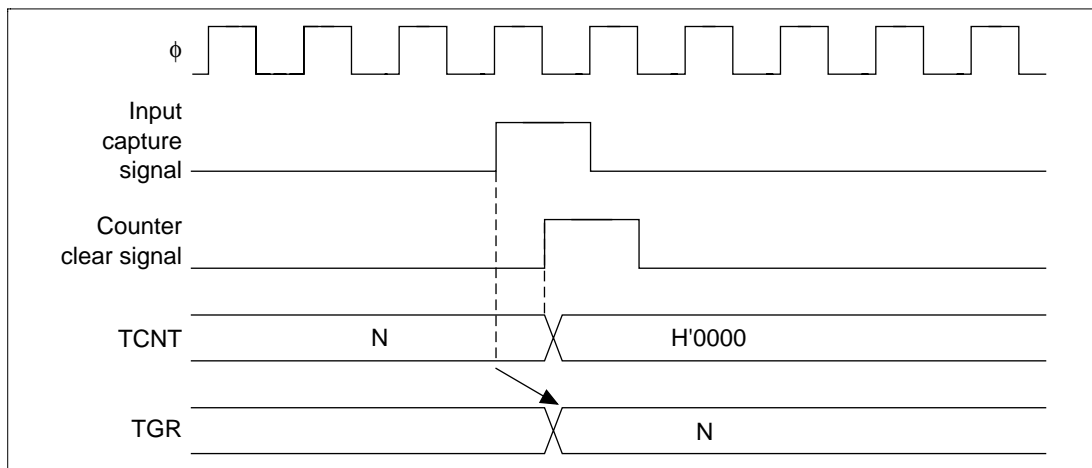 ϕ
Input
capture
signal
Counter
clear signal
TCNT
N
H'0000
TGR
N